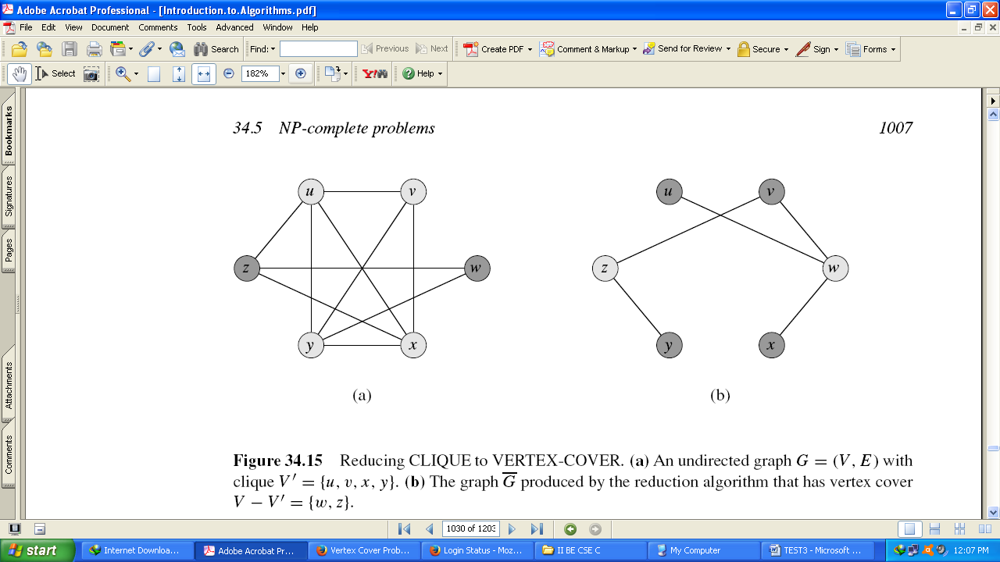 Adobe Acrobat Professional - [Introduction.to.Algorithms.pdf]
File Edit View Document Comments Tools Advanced Window Help
Search Find: Previous Next Create PDF Comment & Markup Send for Review Secure Sign Forms
Select 182% Y! Help
Bookmarks
Signatures
Pages
Attachments
Comments
34.5 NP-complete problems 1007
u v
z w
y x
(a)
u v
z w
y x
(b)
Figure 34.15 Reducing CLIQUE to VERTEX-COVER. (a) An undirected graph G = (V, E) with
clique V′ = {u, v, x, y}. (b) The graph G̅ produced by the reduction algorithm that has vertex cover
V − V′ = {w, z}.
1030 of 1203
start Internet Downloa... Adobe Acrobat Pr... Vertex Cover Prob... Login Status - Moz... II BE CSE C My Computer TEST3 - Microsoft ... 12:07 PM